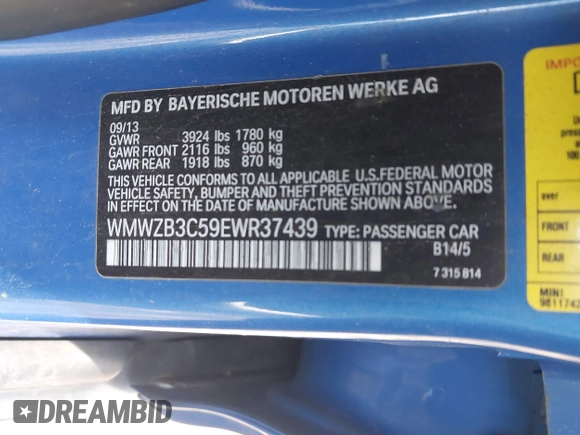 MFD BY BAYERISCHE MOTOREN WERKE AG
09/13
GVWR 3924 lbs 1780 kg
GAWR FRONT 2116 lbs 960 kg
GAWR REAR 1918 lbs 870 kg
THIS VEHICLE CONFORMS TO ALL APPLICABLE U.S.FEDERAL MOTOR
VEHICLE SAFETY, BUMPER AND THEFT PREVENTION STANDARDS
IN EFFECT ON THE DATE OF MANUFACTURE SHOWN ABOVE.
WMWZB3C59EWR37439 TYPE: PASSENGER CAR
B14/5
7 315 814
over
FRONT
REAR
MINI
DREAMBID